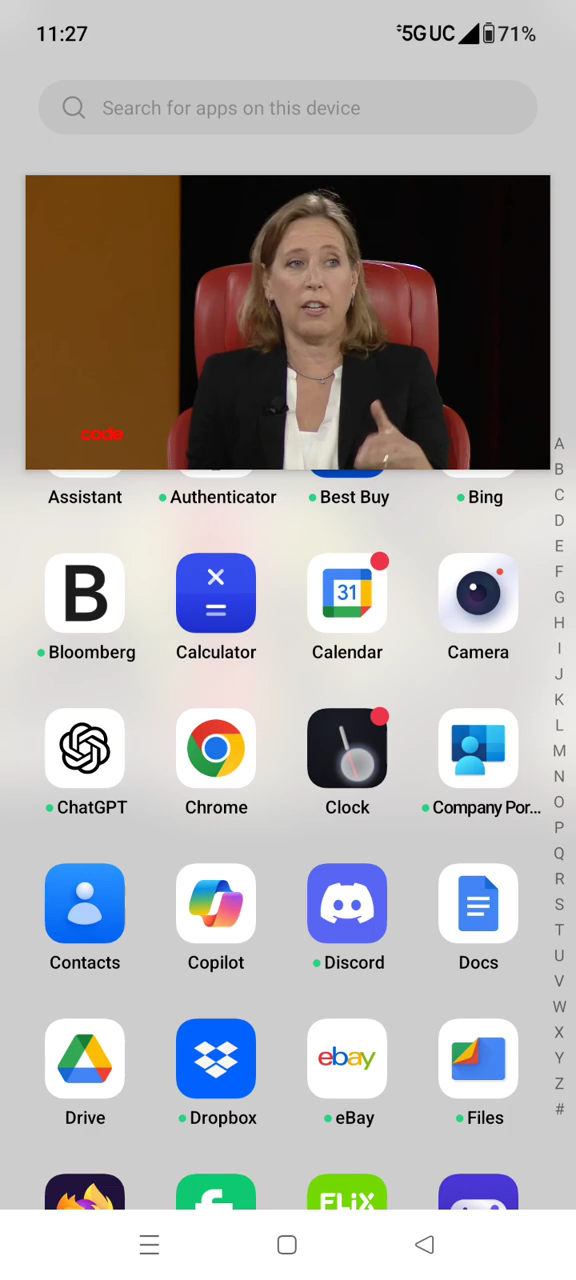 11:27
5G UC 71%
Search for apps on this device
code
Assistant
Authenticator
Best Buy
Bing
B
31
Bloomberg
Calculator
Calendar
Camera
ChatGPT
Chrome
Clock
Company Por...
Contacts
Copilot
Discord
Docs
ebay
Drive
Dropbox
eBay
Files
FLiX
A
B
C
D
E
F
G
H
I
J
K
L
M
N
O
P
Q
R
S
T
U
V
W
X
Y
Z
#